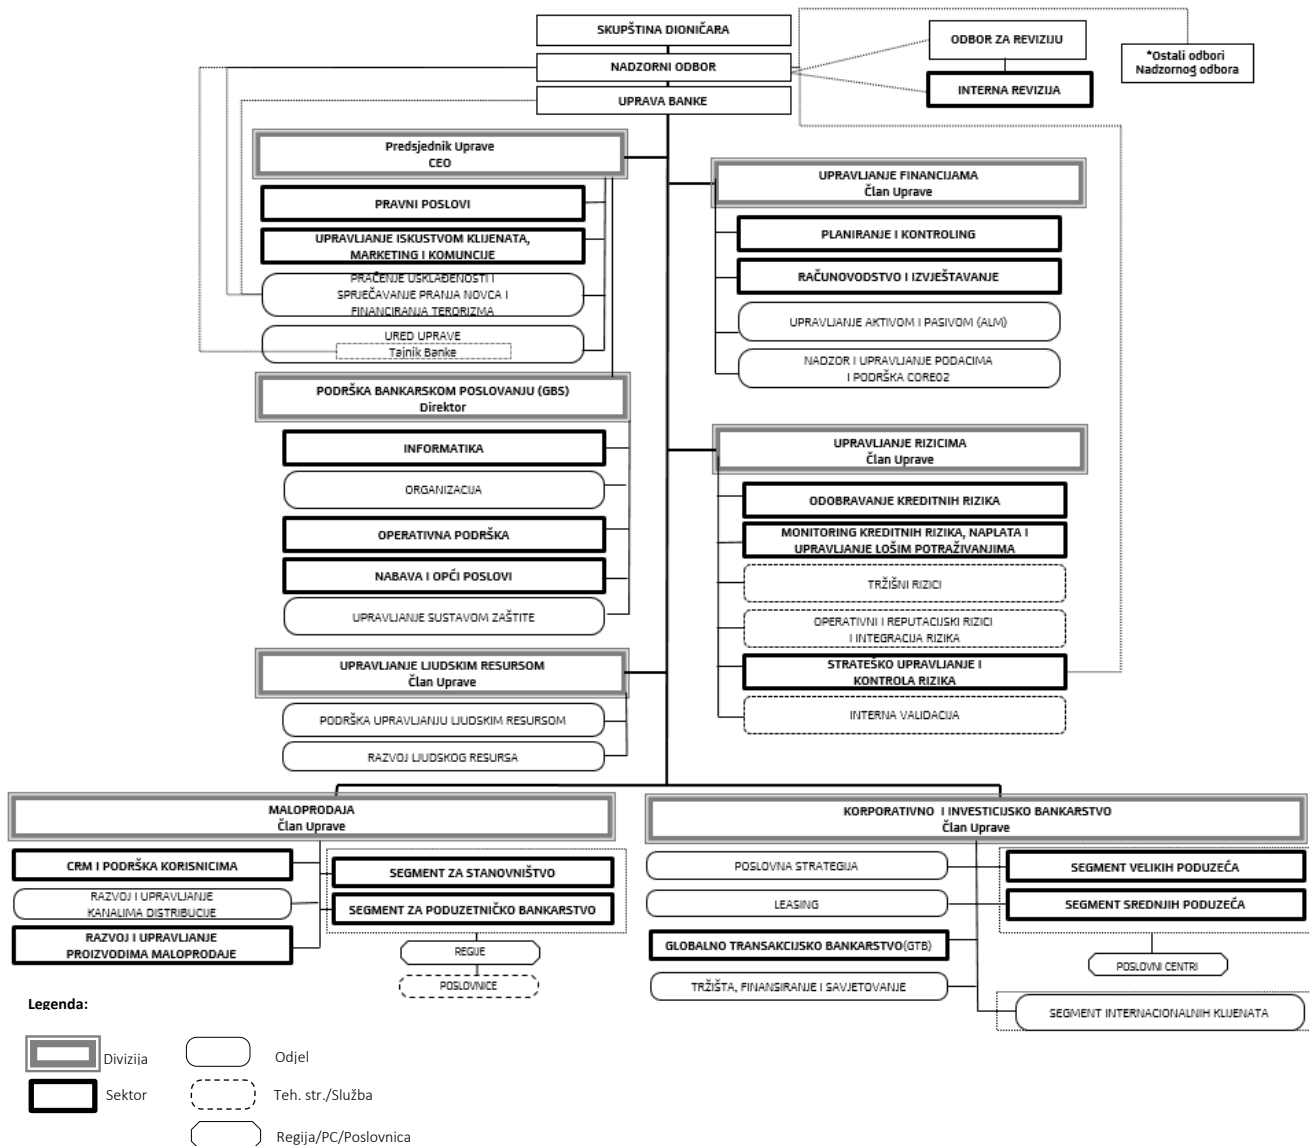 SKUPŠTINA DIONIČARA
NADZORNI ODBOR
UPRAVA BANKE
ODBOR ZA REVIZIJU
INTERNA REVIZIJA
*Ostali odbori
Nadzornog odbora
Predsjednik Uprave
CEO
PRAVNI POSLOVI
UPRAVLJANJE ISKUSTVOM KLIJENATA,
MARKETING I KOMUNCIJE
PRAĆENJE USKLAĐENOSTI I
SPRJEČAVANJE PRANJA NOVCA I
FINANCIRANJA TERORIZMA
URED UPRAVE
Tajnik Banke
PODRŠKA BANKARSKOM POSLOVANJU (GBS)
Direktor
INFORMATIKA
ORGANIZACIJA
OPERATIVNA PODRŠKA
NABAVA I OPĆI POSLOVI
UPRAVLJANJE SUSTAVOM ZAŠTITE
UPRAVLJANJE LJUDSKIM RESURSOM
Član Uprave
PODRŠKA UPRAVLJANJU LJUDSKIM RESURSOM
RAZVOJ LJUDSKOG RESURSA
UPRAVLJANJE FINANCIJAMA
Član Uprave
PLANIRANJE I KONTROLING
RAČUNOVODSTVO I IZVJEŠTAVANJE
UPRAVLJANJE AKTIVOM I PASIVOM (ALM)
NADZOR I UPRAVLJANJE PODACIMA
I PODRŠKA CORE02
UPRAVLJANJE RIZICIMA
Član Uprave
ODOBRAVANJE KREDITNIH RIZIKA
MONITORING KREDITNIH RIZIKA, NAPLATA I
UPRAVLJANJE LOŠIM POTRAŽIVANJIMA
TRŽIŠNI RIZICI
OPERATIVNI I REPUTACIJSKI RIZICI
I INTEGRACIJA RIZIKA
STRATEŠKO UPRAVLJANJE I
KONTROLA RIZIKA
INTERNA VALIDACIJA
MALOPRODAJA
Član Uprave
CRM I PODRŠKA KORISNICIMA
RAZVOJ I UPRAVLJANJE
KANALIMA DISTRIBUCIJE
RAZVOJ I UPRAVLJANJE
PROIZVODIMA MALOPRODAJE
SEGMENT ZA STANOVNIŠTVO
SEGMENT ZA PODUZETNIČKO BANKARSTVO
REGIJE
POSLOVNICE
KORPORATIVNO I INVESTICIJSKO BANKARSTVO
Član Uprave
POSLOVNA STRATEGIJA
LEASING
GLOBALNO TRANSAKCIJSKO BANKARSTVO(GTB)
TRŽIŠTA, FINANSIRANJE I SAVJETOVANJE
SEGMENT VELIKIH PODUZEĆA
SEGMENT SREDNJIH PODUZEĆA
POSLOVNI CENTRI
SEGMENT INTERNACIONALNIH KLIJENATA
Legenda:
Divizija
Odjel
Sektor
Teh. str./Služba
Regija/PC/Poslovnica